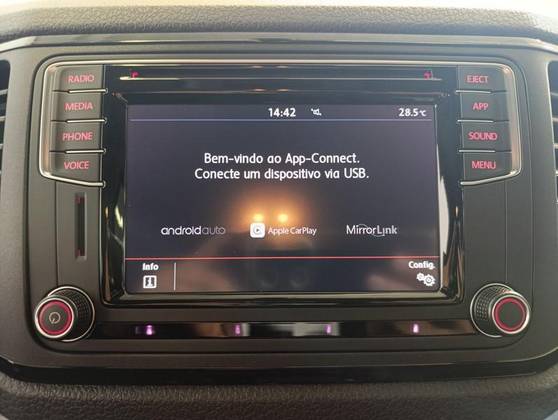 RADIO
MEDIA
PHONE
VOICE
EJECT
APP
SOUND
MENU
14:42
28.5°C
Bem-vindo ao App-Connect.
Conecte um dispositivo via USB.
androidauto
Apple CarPlay
MirrorLink
Info
Config.